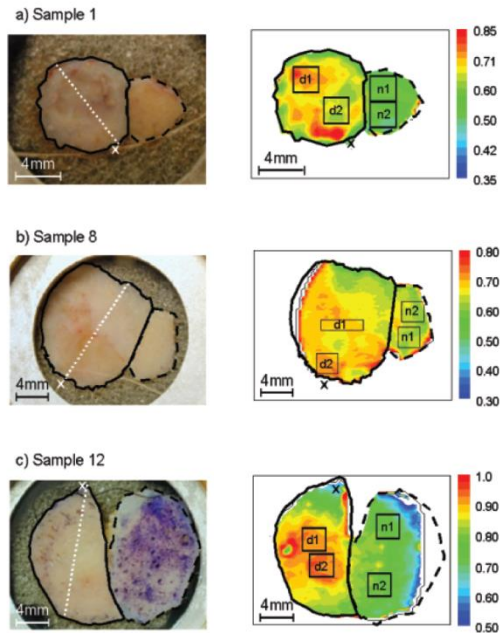 a) Sample 1
x
4mm
d1
d2
n1
n2
x
4mm
0.85
0.71
0.60
0.50
0.42
0.35
b) Sample 8
x
4mm
d1
d2
n2
n1
x
4mm
0.80
0.70
0.60
0.50
0.40
0.30
c) Sample 12
x
4mm
x
d1
d2
n1
n2
4mm
1.0
0.90
0.80
0.70
0.60
0.50